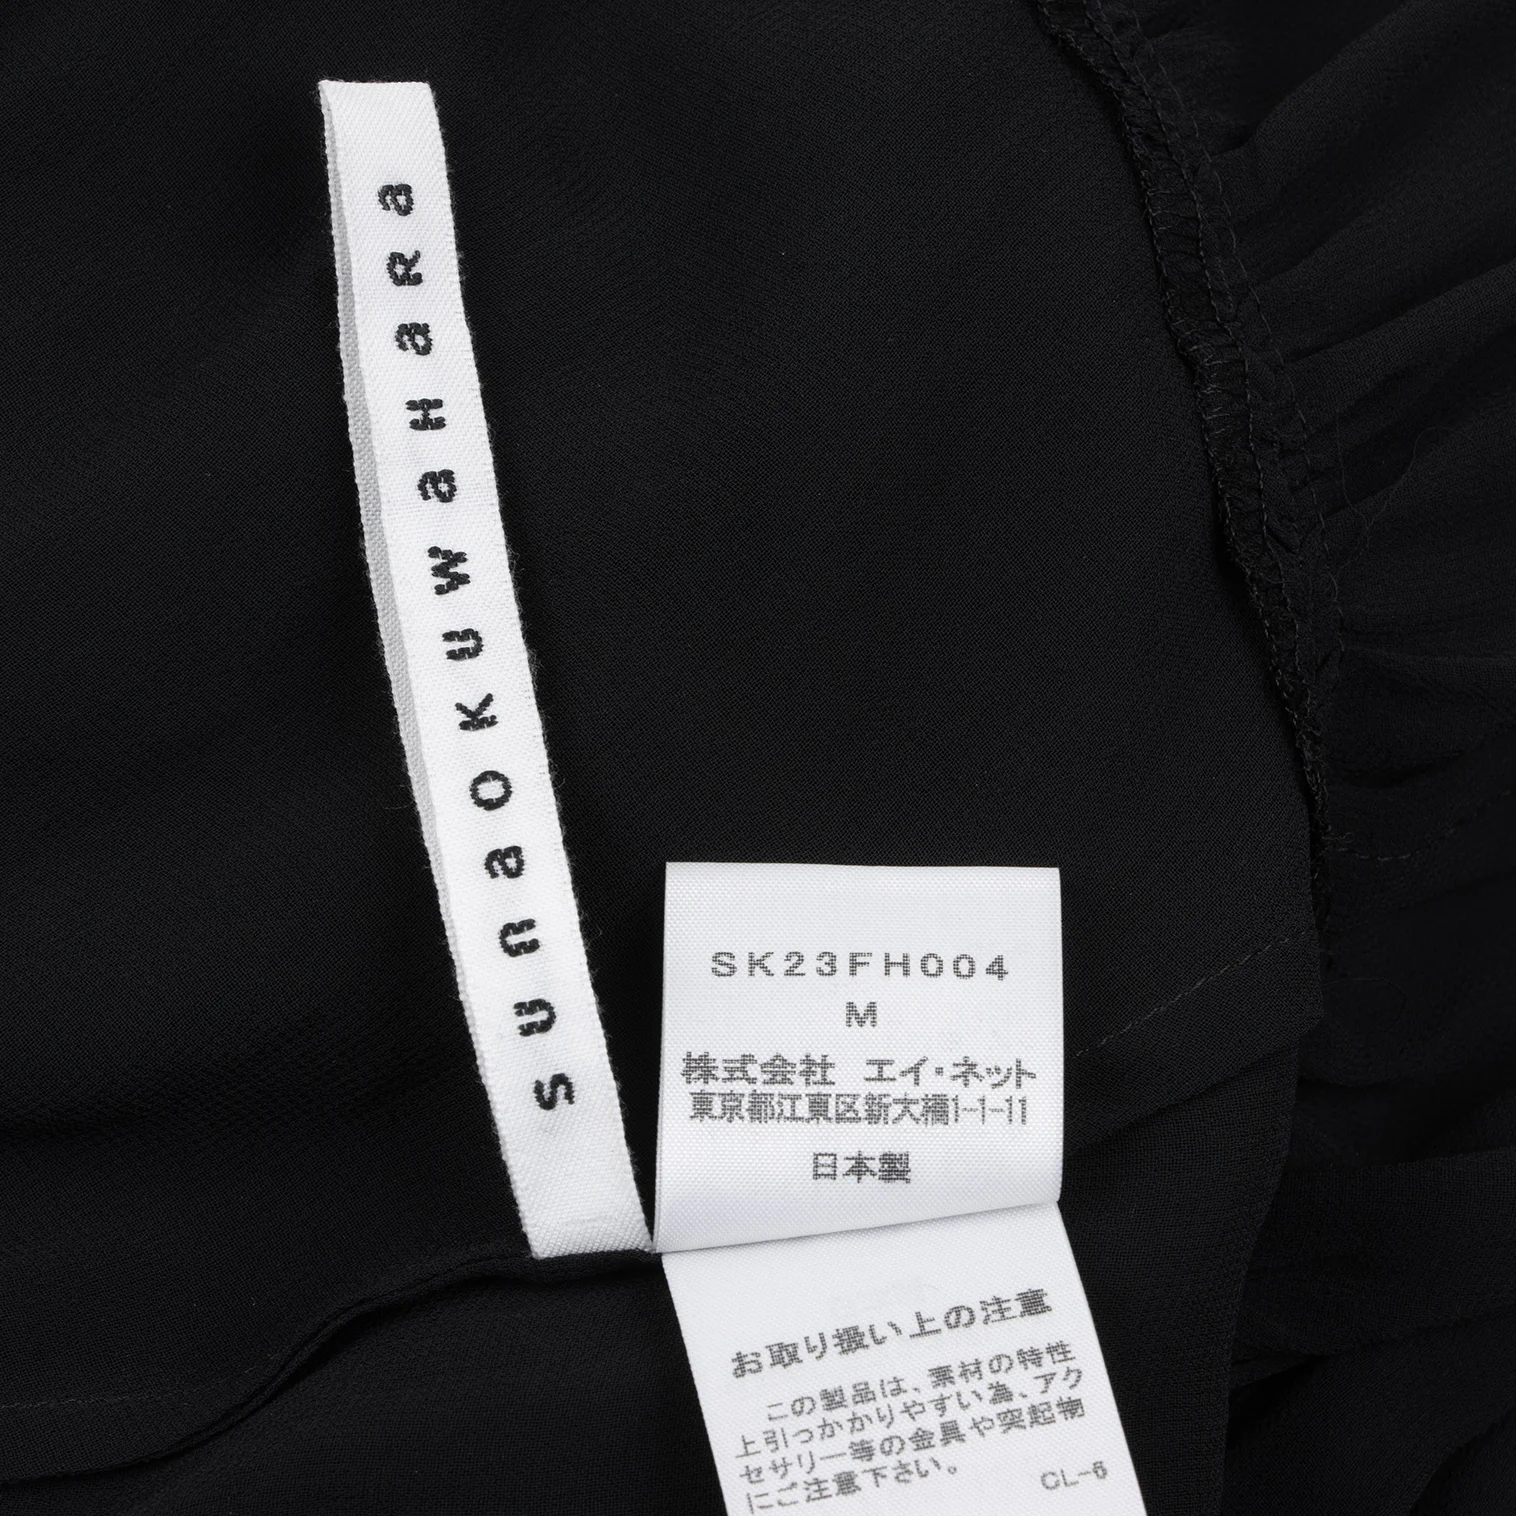 sunaoKuwaHaRa
SK23FH004
M
株式会社 エイ・ネット
東京都江東区新大橋1-1-11
日本製
お取り扱い上の注意
この製品は、素材の特性
上引っかかりやすい為、アク
セサリー等の金具や突起物
にご注意下さい。 CL-6